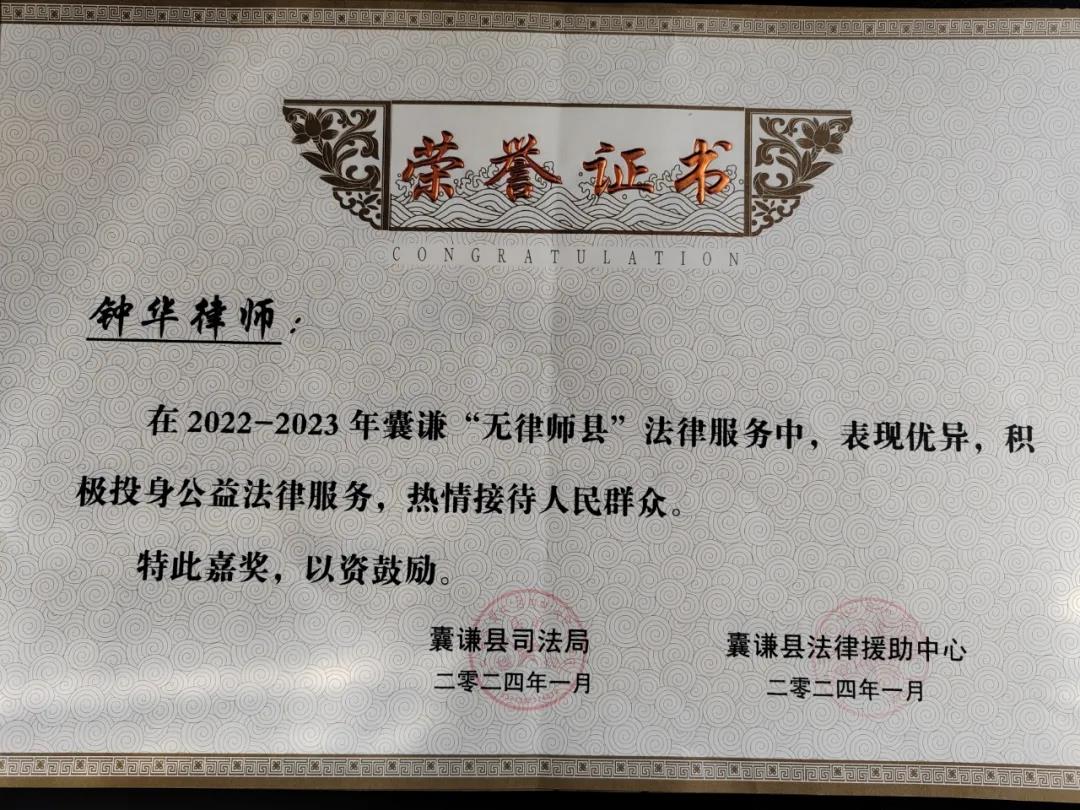 荣誉证书
CONGRATULATION
钟华律师：
在2022-2023年囊谦“无律师县”法律服务中，表现优异，积
极投身公益法律服务，热情接待人民群众。
特此嘉奖，以资鼓励。
囊谦县司法局
二零二四年一月
囊谦县法律援助中心
二零二四年一月